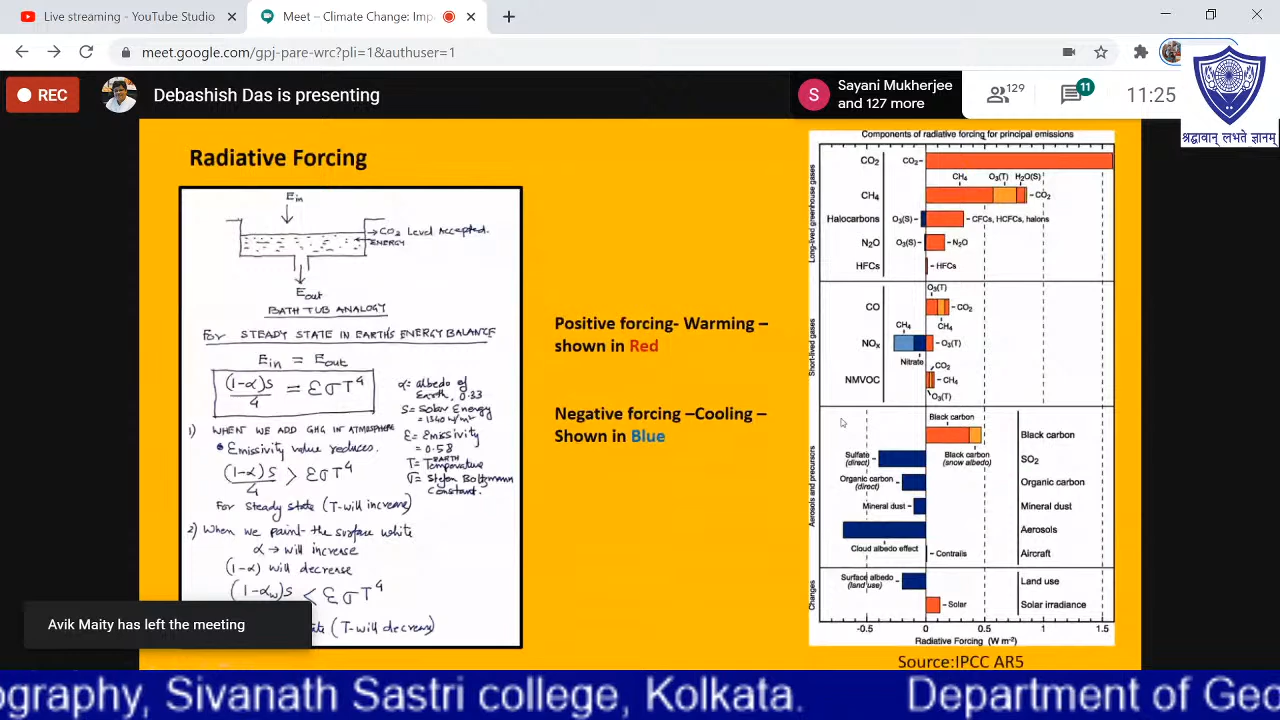 Live streaming - YouTube Studio
Meet – Climate Change: Imp
meet.google.com/gpj-pare-wrc?pli=1&authuser=1
REC
Debashish Das is presenting
S
Sayani Mukherjee
and 127 more
129
11
11:25
श्रद्धावान् लभते ज्ञानम्
Radiative Forcing
Ein
CO2 Level Accepted.
ENERGY
Eout
BATH TUB ANALOGY
FOR STEADY STATE IN EARTH'S ENERGY BALANCE
Ein = Eout
(1-α)S/4 = ΕσT⁴
α= albedo of
Earth, 0.33
S= Solar Energy
= 1340 W/m²
Ε= Emissivity
= 0.58
T= EARTH Temperature
σ= Stefan Boltzmann
Constant.
1) WHEN WE ADD GHG IN ATMOSPHERE
• Emissivity value reduces.
(1-α)S/4 > ΕσT⁴
For Steady state (T-will increase)
2) When we paint the surface white
α → will increase
(1-α) will decrease
(1-αw)S < ΕσT⁴
(T-will decrease)
Avik Maity has left the meeting
Positive forcing- Warming –
shown in Red
Negative forcing –Cooling –
Shown in Blue
Components of radiative forcing for principal emissions
Long-lived greenhouse gases
CO2
CO2
CH4
CH4 O3(T) H2O(S)
CO2
Halocarbons
O3(S)
CFCs, HCFCs, halons
N2O
O3(S)
N2O
HFCs
HFCs
Short-lived gases
CO
O3(T)
CO2
CH4
NOx
CH4
Nitrate
O3(T)
NMVOC
CO2
CH4
O3(T)
Aerosols and precursors
Black carbon
Black carbon
(snow albedo)
Black carbon
Sulfate
(direct)
SO2
Organic carbon
(direct)
Organic carbon
Mineral dust
Mineral dust
Cloud albedo effect
Aerosols
Contrails
Aircraft
Changes
Surface albedo
(land use)
Land use
Solar
Solar irradiance
-0.5 0 0.5 1 1.5
Radiative Forcing (W m-2)
Source:IPCC AR5
ography, Sivanath Sastri college, Kolkata. Department of Geo